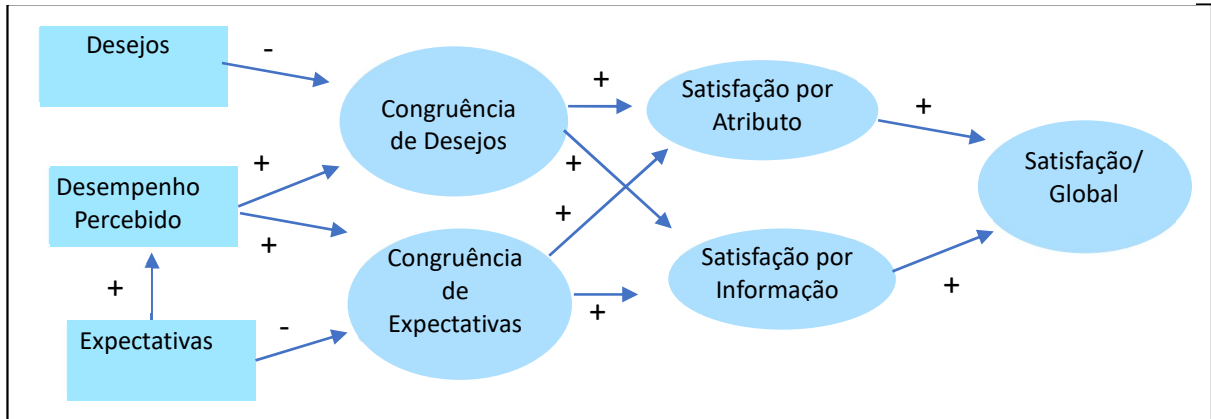 Desejos
-
Congruência
de Desejos
+
Satisfação por
Atributo
+
Satisfação/
Global
Desempenho
Percebido
+
+
+
+
Congruência
de
Expectativas
+
Satisfação por
Informação
+
+
Expectativas
-